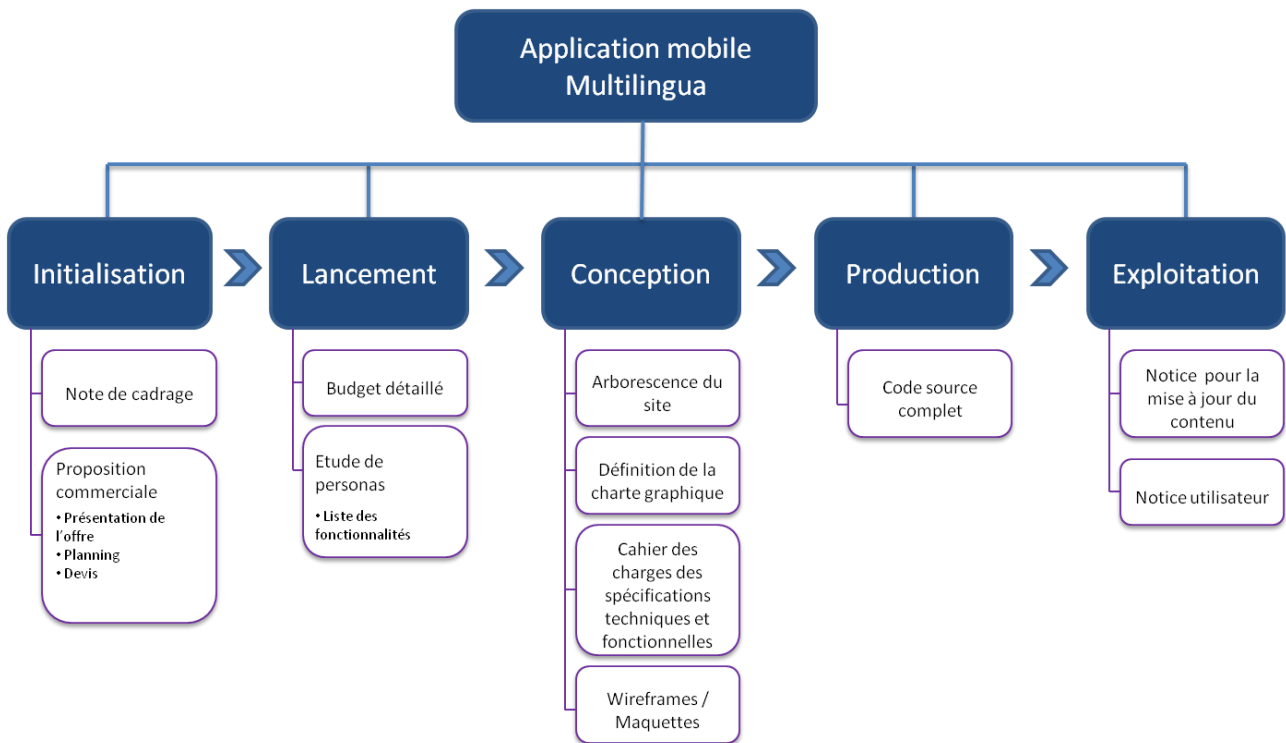 Application mobile
Multilingua
Initialisation
Lancement
Conception
Production
Exploitation
Note de cadrage
Proposition
commerciale
• Présentation de
l'offre
• Planning
• Devis
Budget détaillé
Etude de
personas
• Liste des
fonctionnalités
Arborescence du
site
Définition de la
charte graphique
Cahier des
charges des
spécifications
techniques et
fonctionnelles
Wireframes /
Maquettes
Code source
complet
Notice pour la
mise à jour du
contenu
Notice utilisateur